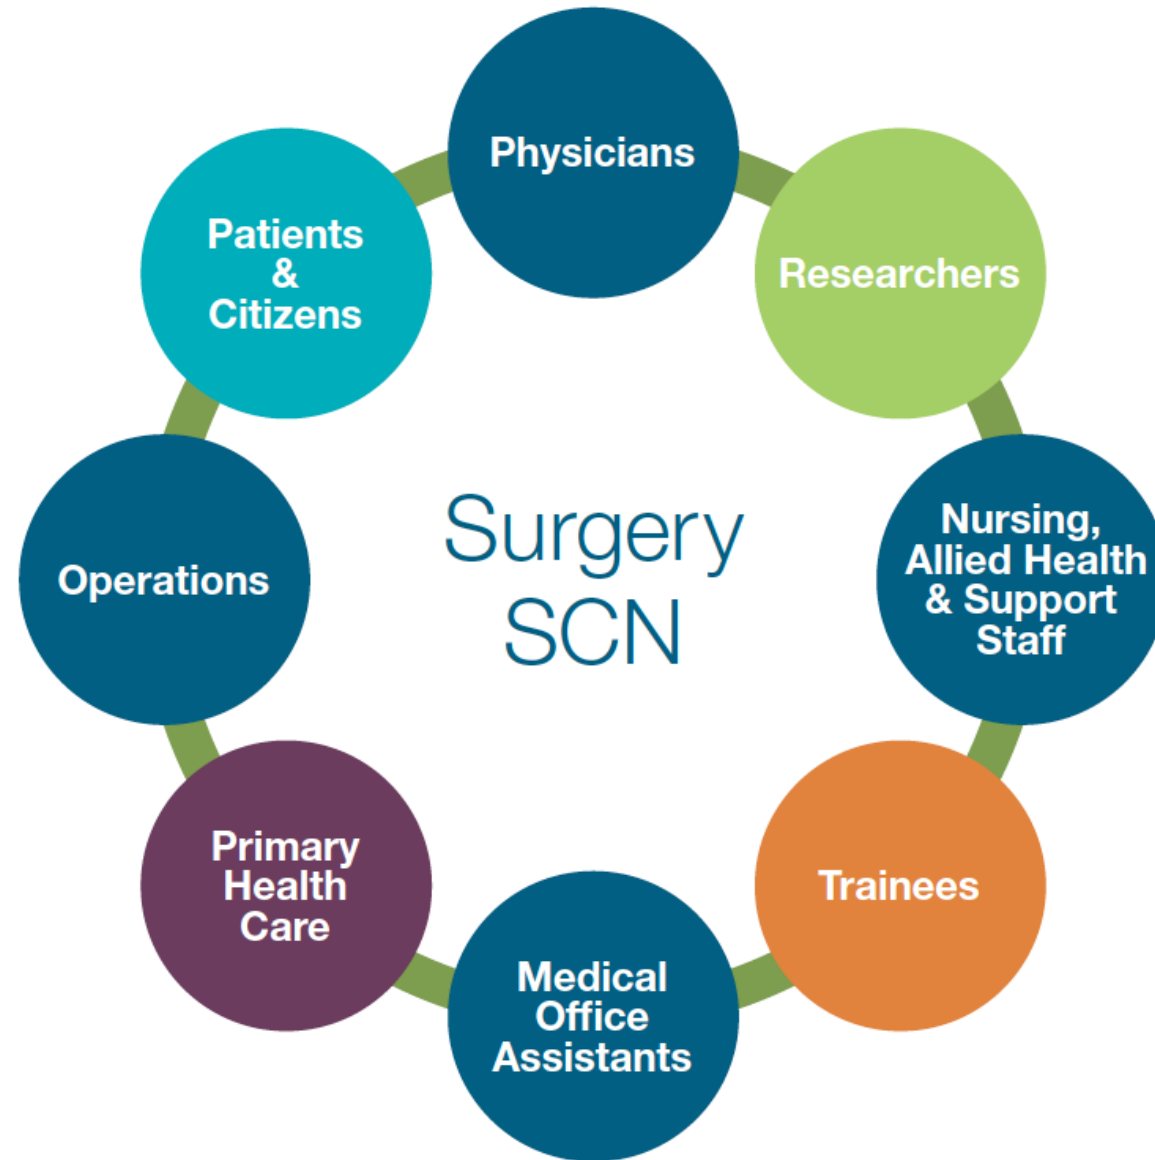 Physicians
Researchers
Nursing,
Allied Health
& Support
Staff
Trainees
Medical
Office
Assistants
Primary
Health
Care
Operations
Patients
&
Citizens
Surgery
SCN